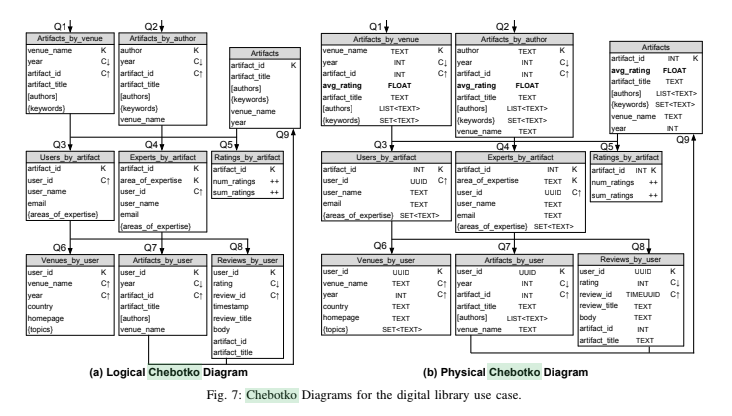 Q1 Q2
Artifacts_by_venue
venue_name K
year C↓
artifact_id C↑
artifact_title
[authors]
{keywords}
Artifacts_by_author
author K
year C↓
artifact_id C↑
artifact_title
[authors]
{keywords}
venue_name
Artifacts
artifact_id K
artifact_title
[authors]
{keywords}
venue_name
year
Q9
Q3 Q4 Q5
Users_by_artifact
artifact_id K
user_id C↑
user_name
email
{areas_of_expertise}
Experts_by_artifact
artifact_id K
area_of_expertise K
user_id C↑
user_name
email
{areas_of_expertise}
Ratings_by_artifact
artifact_id K
num_ratings ++
sum_ratings ++
Q6 Q7 Q8
Venues_by_user
user_id K
venue_name C↑
year C↑
country
homepage
{topics}
Artifacts_by_user
user_id K
year C↓
artifact_id C↑
artifact_title
[authors]
venue_name
Reviews_by_user
user_id K
rating C↓
review_id C↑
timestamp
review_title
body
artifact_id
artifact_title
(a) Logical Chebotko Diagram
Q1 Q2
Artifacts_by_venue
venue_name TEXT K
year INT C↓
artifact_id INT C↑
avg_rating FLOAT
artifact_title TEXT
[authors] LIST<TEXT>
{keywords} SET<TEXT>
Artifacts_by_author
author TEXT K
year INT C↓
artifact_id INT C↑
avg_rating FLOAT
artifact_title TEXT
[authors] LIST<TEXT>
{keywords} SET<TEXT>
venue_name TEXT
Artifacts
artifact_id INT K
avg_rating FLOAT
artifact_title TEXT
[authors] LIST<TEXT>
{keywords} SET<TEXT>
venue_name TEXT
year INT
Q9
Q3 Q4 Q5
Users_by_artifact
artifact_id INT K
user_id UUID C↑
user_name TEXT
email TEXT
{areas_of_expertise} SET<TEXT>
Experts_by_artifact
artifact_id INT K
area_of_expertise TEXT K
user_id UUID C↑
user_name TEXT
email TEXT
{areas_of_expertise} SET<TEXT>
Ratings_by_artifact
artifact_id INT K
num_ratings ++
sum_ratings ++
Q6 Q7 Q8
Venues_by_user
user_id UUID K
venue_name TEXT C↑
year INT C↑
country TEXT
homepage TEXT
{topics} SET<TEXT>
Artifacts_by_user
user_id UUID K
year INT C↓
artifact_id INT C↑
artifact_title TEXT
[authors] LIST<TEXT>
venue_name TEXT
Reviews_by_user
user_id UUID K
rating INT C↓
review_id TIMEUUID C↑
review_title TEXT
body TEXT
artifact_id INT
artifact_title TEXT
(b) Physical Chebotko Diagram
Fig. 7: Chebotko Diagrams for the digital library use case.